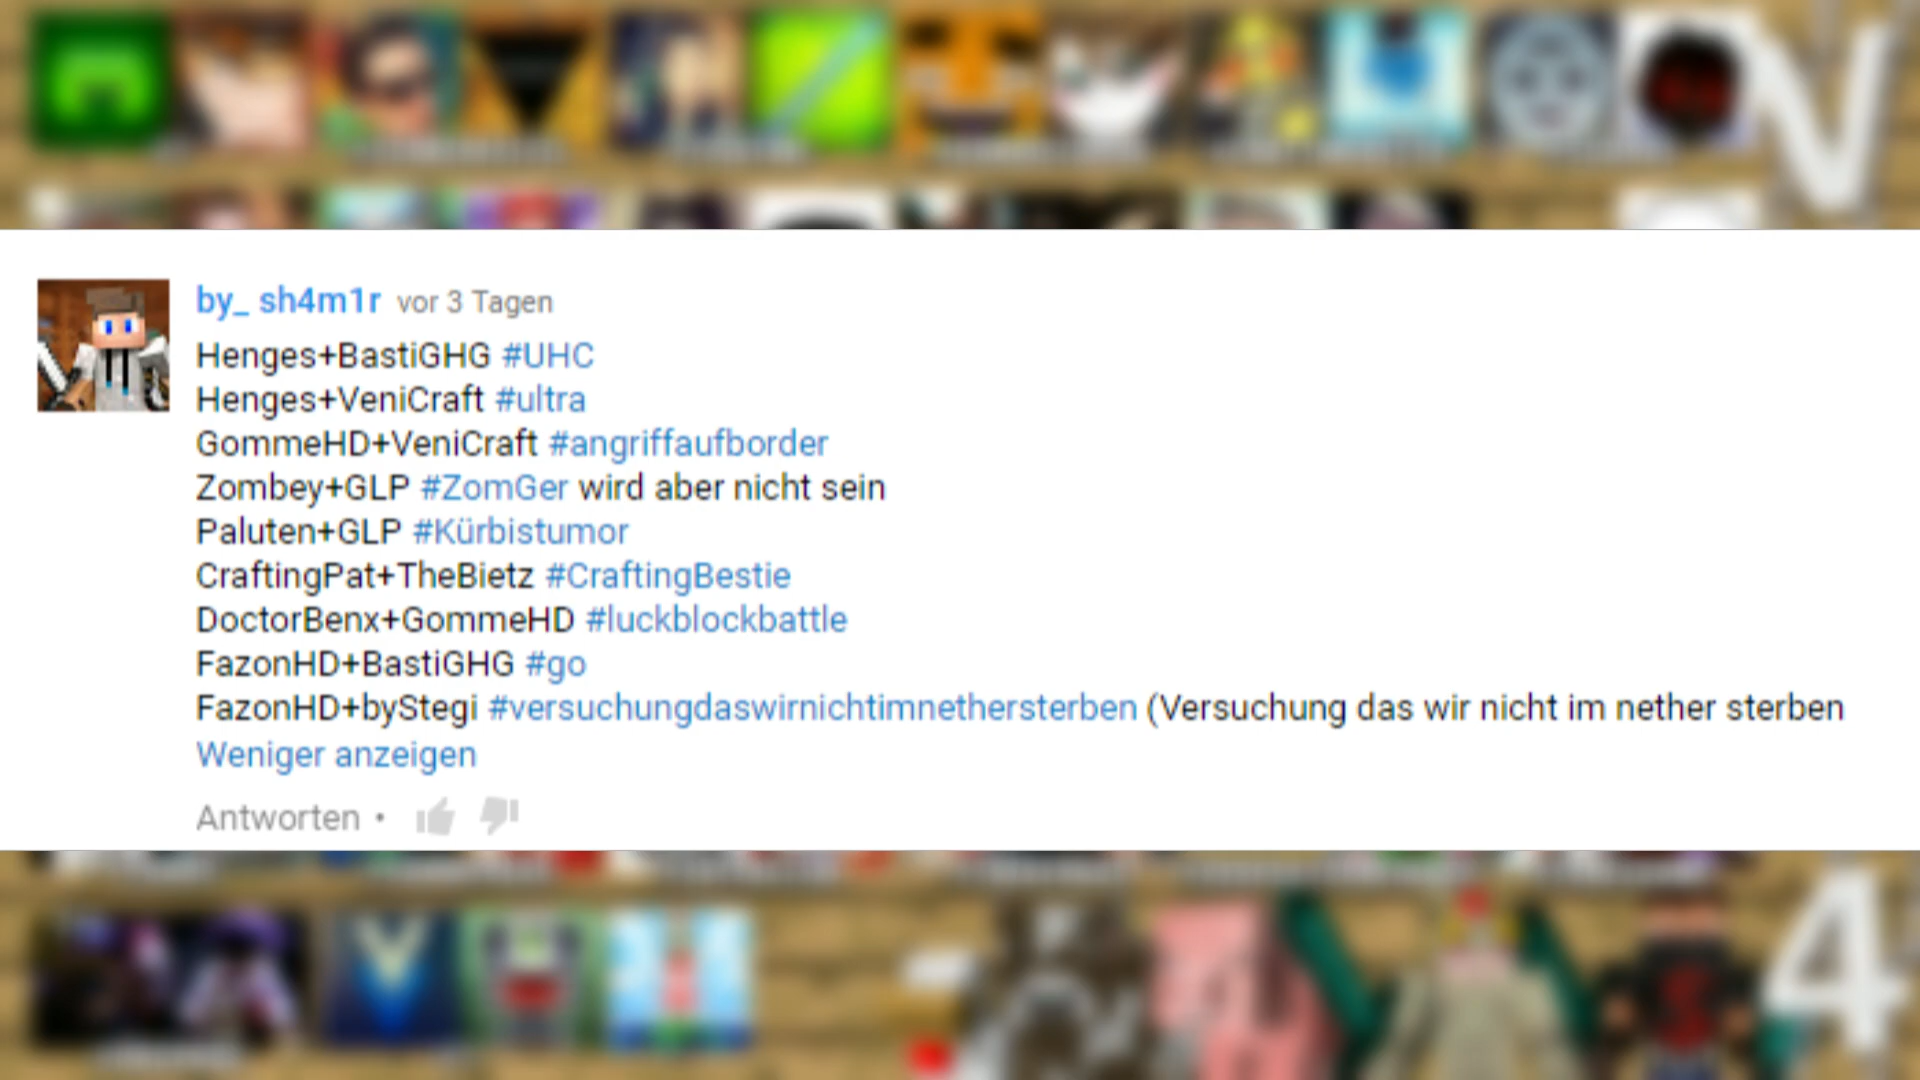 by_ sh4m1r vor 3 Tagen
Henges+BastiGHG #UHC
Henges+VeniCraft #ultra
GommeHD+VeniCraft #angriffaufborder
Zombey+GLP #ZomGer wird aber nicht sein
Paluten+GLP #Kürbistumor
CraftingPat+TheBietz #CraftingBestie
DoctorBenx+GommeHD #luckblockbattle
FazonHD+BastiGHG #go
FazonHD+byStegi #versuchungdaswirnichtimnethersterben (Versuchung das wir nicht im nether sterben
Weniger anzeigen
Antworten •
4